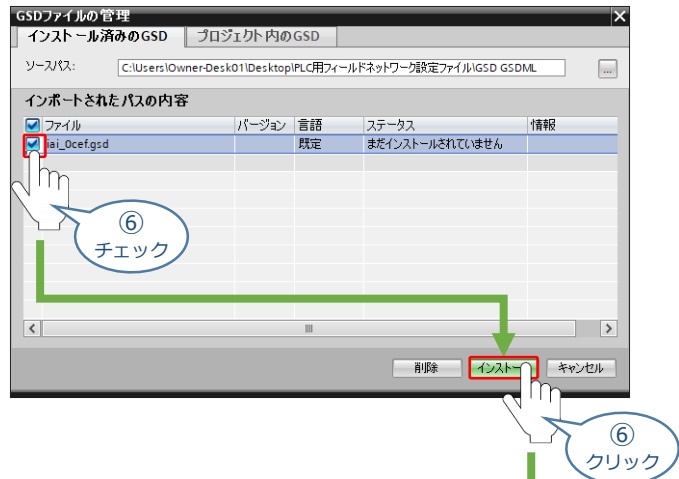 GSDファイルの管理
インストール済みのGSD プロジェクト内のGSD
ソースパス: C:\Users\Owner-Desk01\Desktop\PLC用フィールドネットワーク設定ファイル\GSD GSDML ...
インポートされたパスの内容
ファイル バージョン 言語 ステータス 情報
iai_0cef.gsd 既定 まだインストールされていません
⑥
チェック
削除 インストー キャンセル
⑥
クリック